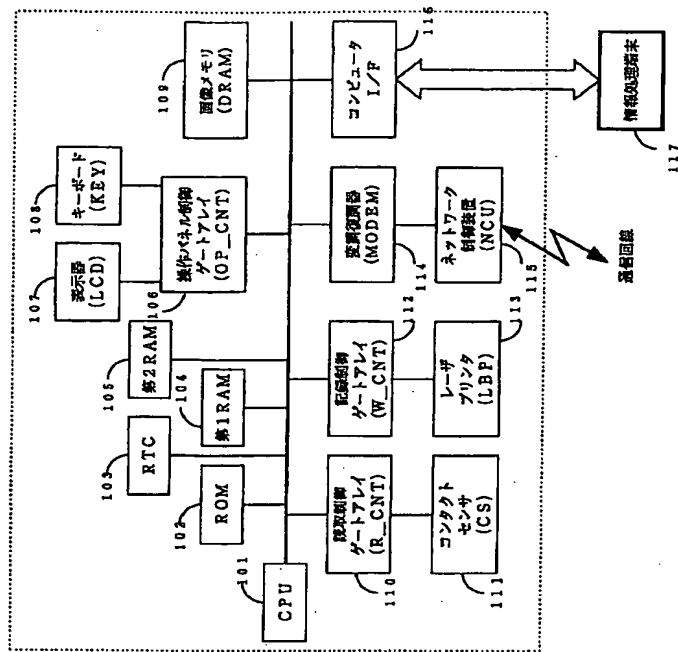 101
CPU
102
ROM
103
RTC
104
第1RAM
105
第2RAM
106
操作パネル制御
ゲートアレイ
(OP_CNT)
107
表示器
(LCD)
108
キーボード
(KEY)
109
画像メモリ
(DRAM)
110
読取制御
ゲートアレイ
(R_CNT)
111
コンタクト
センサ
(CS)
112
記録制御
ゲートアレイ
(W_CNT)
113
レーザ
プリンタ
(LBP)
114
変調復調器
(MODEM)
115
ネットワーク
制御装置
(NCU)
116
コンピュータ
I/F
117
情報処理端末
通信回線